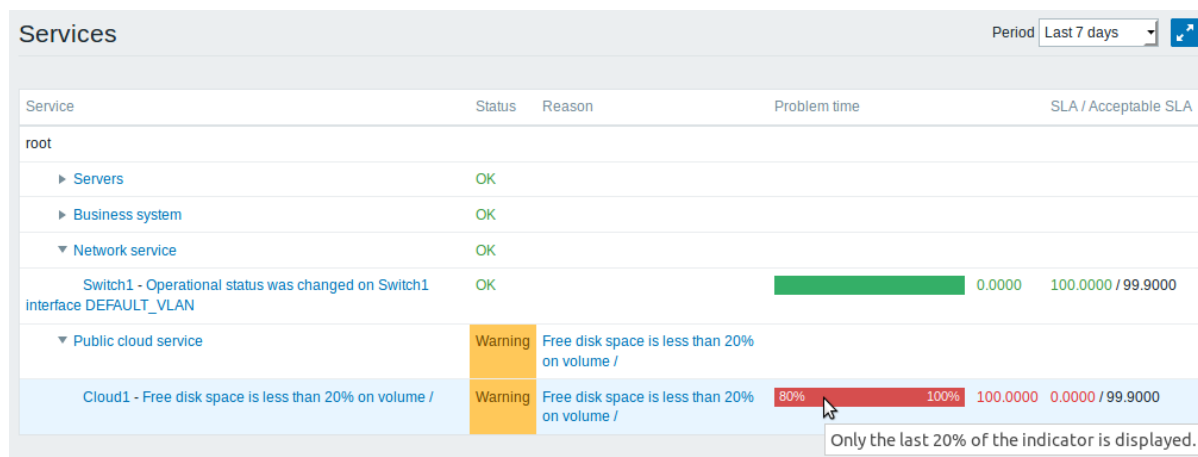 Services
Period Last 7 days
Service Status Reason Problem time SLA / Acceptable SLA
root
Servers OK
Business system OK
Network service OK
Switch1 - Operational status was changed on Switch1 OK 0.0000 100.0000 / 99.9000
interface DEFAULT_VLAN
Public cloud service Warning Free disk space is less than 20%
on volume /
Cloud1 - Free disk space is less than 20% on volume / Warning Free disk space is less than 20% 80% 100% 100.0000 0.0000 / 99.9000
on volume /
Only the last 20% of the indicator is displayed.